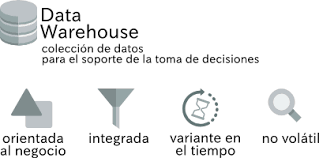 Data
Warehouse
colección de datos
para el soporte de la toma de decisiones
orientada
al negocio
integrada
variante en
el tiempo
no volátil